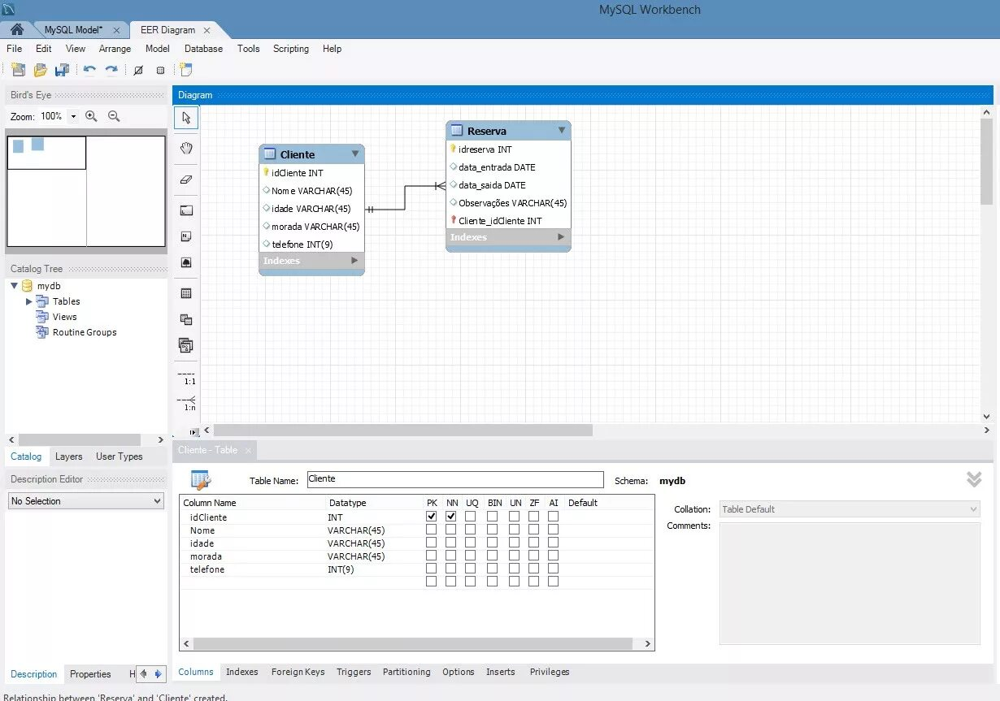 MySQL Workbench
MySQL Model* ER Diagram
File Edit View Arrange Model Database Tools Scripting Help
Bird's Eye
Zoom: 100%
Diagram
Cliente
idCliente INT
Nome VARCHAR(45)
idade VARCHAR(45)
morada VARCHAR(45)
telefone INT(9)
Indexes
Reserva
idreserva INT
data_entrada DATE
data_saida DATE
Observações VARCHAR(45)
Cliente_idCliente INT
Indexes
1:1
1:n
Catalog Tree
mydb
Tables
Views
Routine Groups
Catalog Layers User Types
Description Editor
No Selection
Description Properties H
Cliente - Table
Table Name: Cliente Schema: mydb
Column Name Datatype PK NN UQ BIN UN ZF AI Default
idCliente INT
Nome VARCHAR(45)
idade VARCHAR(45)
morada VARCHAR(45)
telefone INT(9)
Collation: Table Default
Comments:
Columns Indexes Foreign Keys Triggers Partitioning Options Inserts Privileges
Relationship between 'Reserva' and 'Cliente' created.